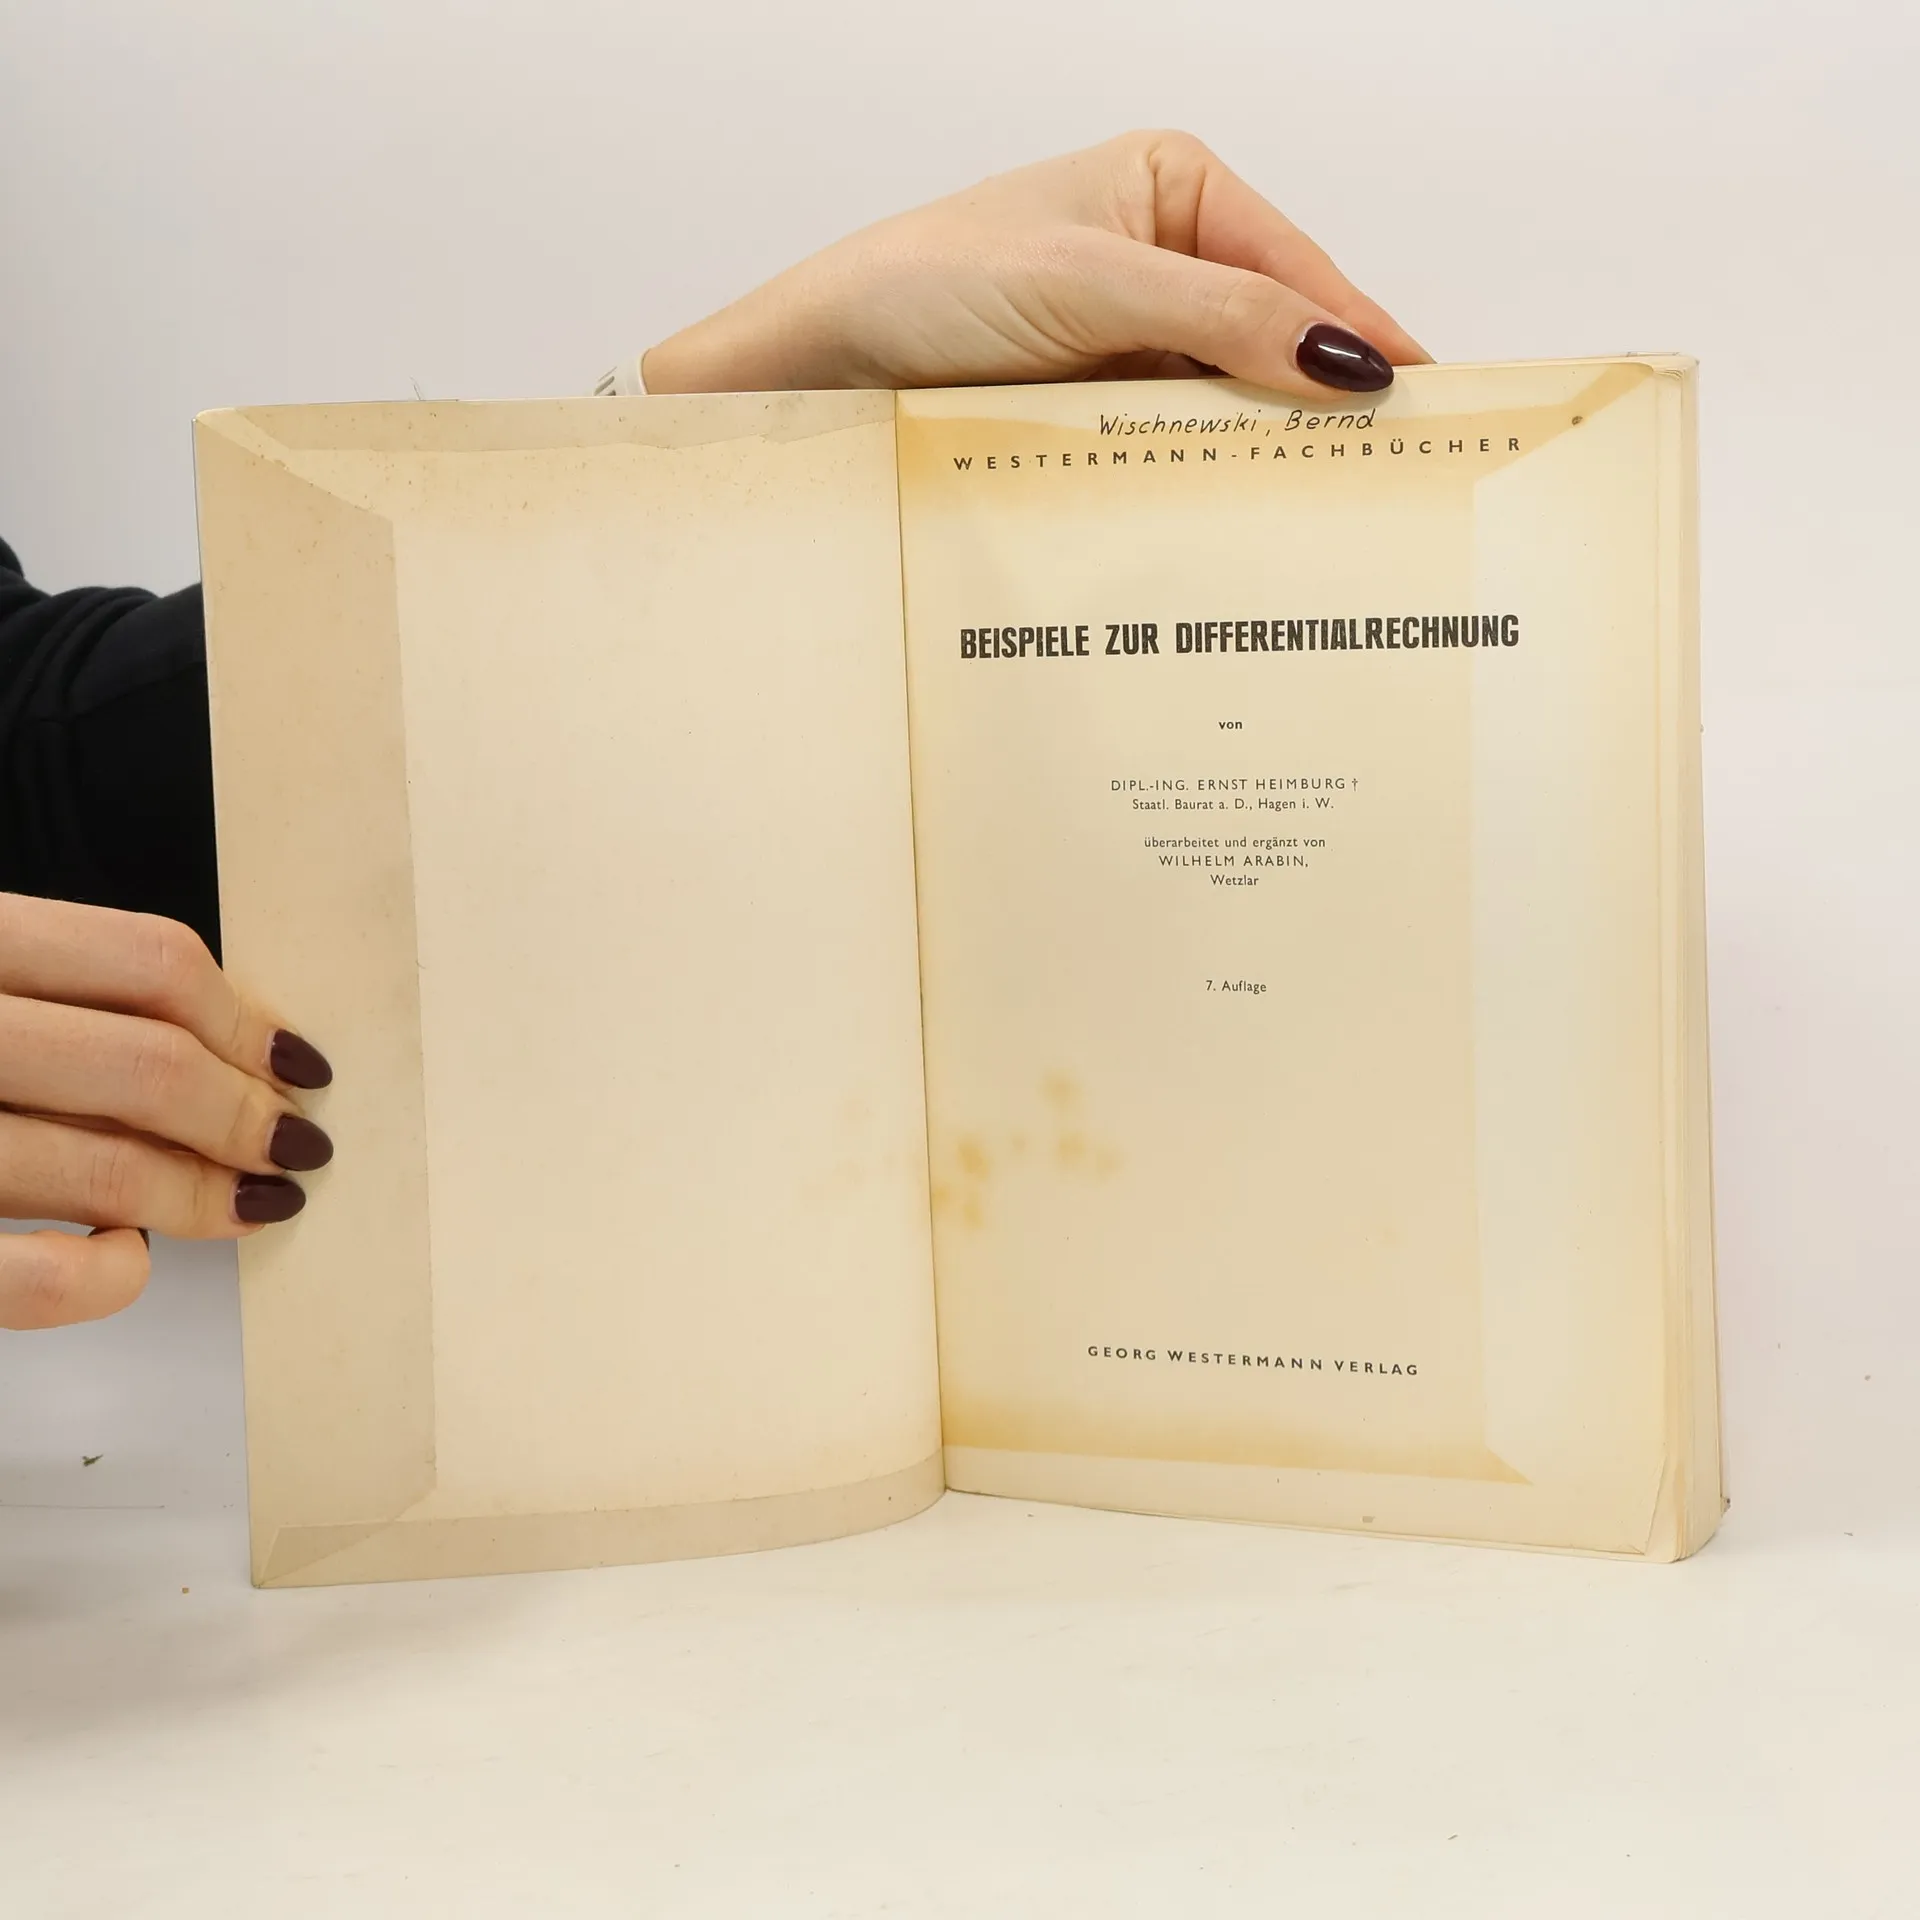 Wischnewski, Bernd
WESTERMANN-FACHBÜCHER
BEISPIELE ZUR DIFFERENTIALRECHNUNG
von
DIPL.-ING. ERNST HEIMBURG †
Staatl. Baurat a. D., Hagen i. W.
überarbeitet und ergänzt von
WILHELM ARABIN,
Wetzlar
7. Auflage
GEORG WESTERMANN VERLAG